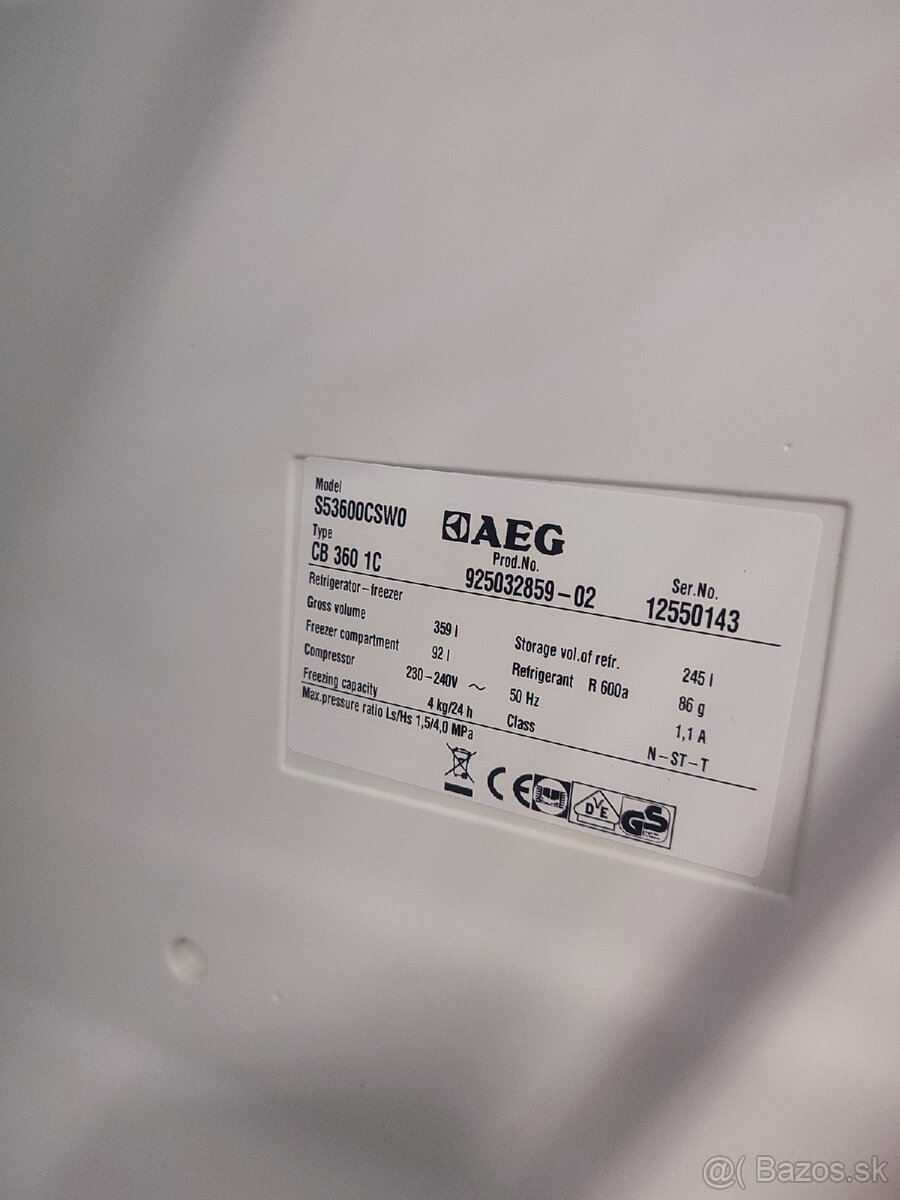 Model
S53600CSW0
AEG
Type
CB 360 1C
Prod.No.
925032859-02
Ser.No.
12550143
Refrigerator-freezer
Gross volume 359 l Storage vol.of refr. 245 l
Freezer compartment 92 l Refrigerant R 600a 86 g
Compressor 230-240V ~ 50 Hz 1,1 A
Freezing capacity 4 kg/24 h Class N-ST-T
Max.pressure ratio Ls/Hs 1,5/4,0 MPa
CE
DVE
GS
@( Bazos.sk